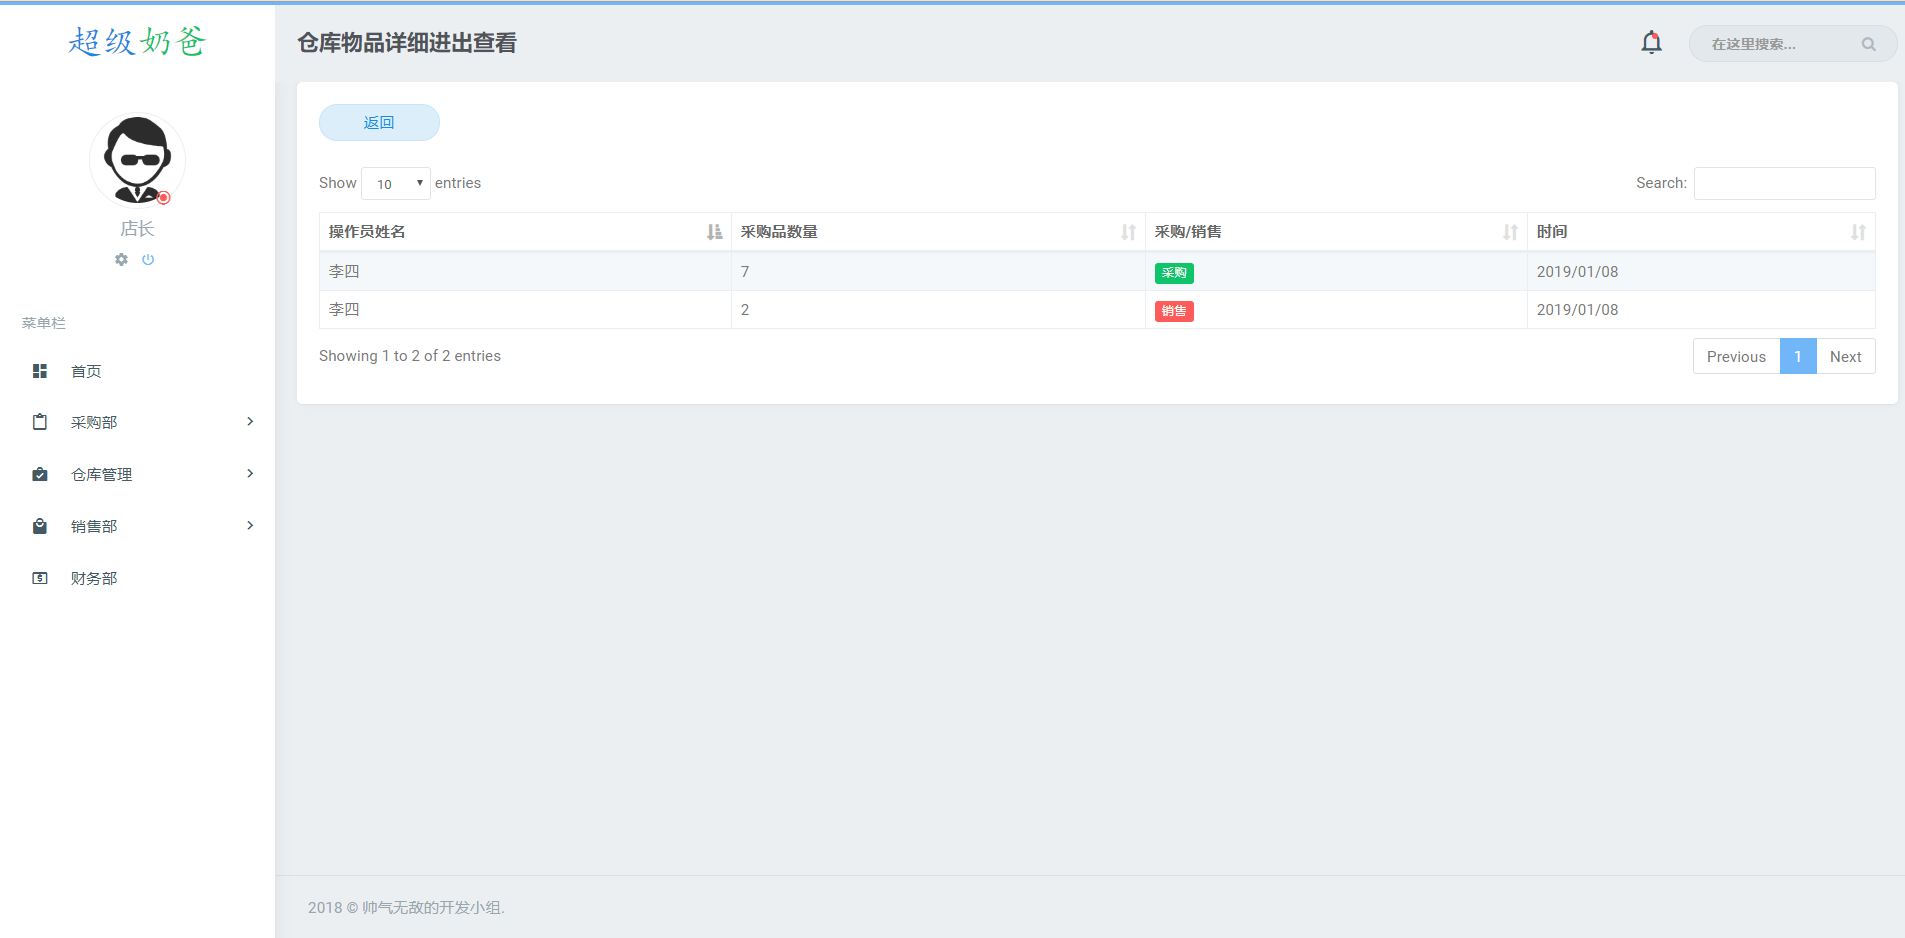 超级奶爸
店长
菜单栏
首页
采购部
仓库管理
销售部
财务部
仓库物品详细进出查看
在这里搜索...
返回
Show 10 entries
Search:
操作员姓名 采购品数量 采购/销售 时间
李四 7 采购 2019/01/08
李四 2 销售 2019/01/08
Showing 1 to 2 of 2 entries
Previous 1 Next
2018 © 帅气无敌的开发小组.